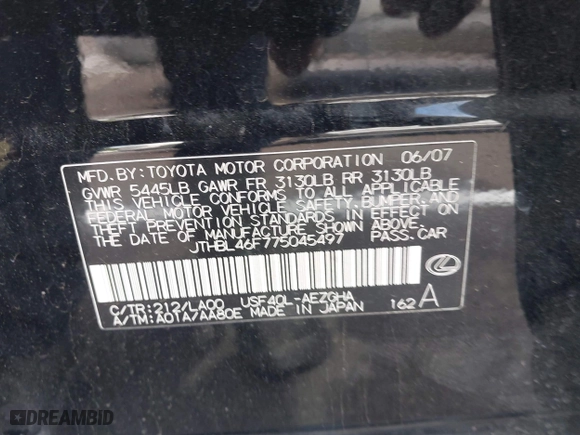 MFD.BY:TOYOTA MOTOR CORPORATION 06/07
GVWR 5445LB GAWR FR 3130LB RR 3130LB
THIS VEHICLE CONFORMS TO ALL APPLICABLE
FEDERAL MOTOR VEHICLE SAFETY, BUMPER, AND
THEFT PREVENTION STANDARDS IN EFFECT ON
THE DATE OF MANUFACTURE SHOWN ABOVE.
JTHBL46F775045497 PASS.CAR
C/TR:212/LA00 USF40L-AEZGHA
A/TM:A01A/AA80E MADE IN JAPAN 162 A
DREAMBID